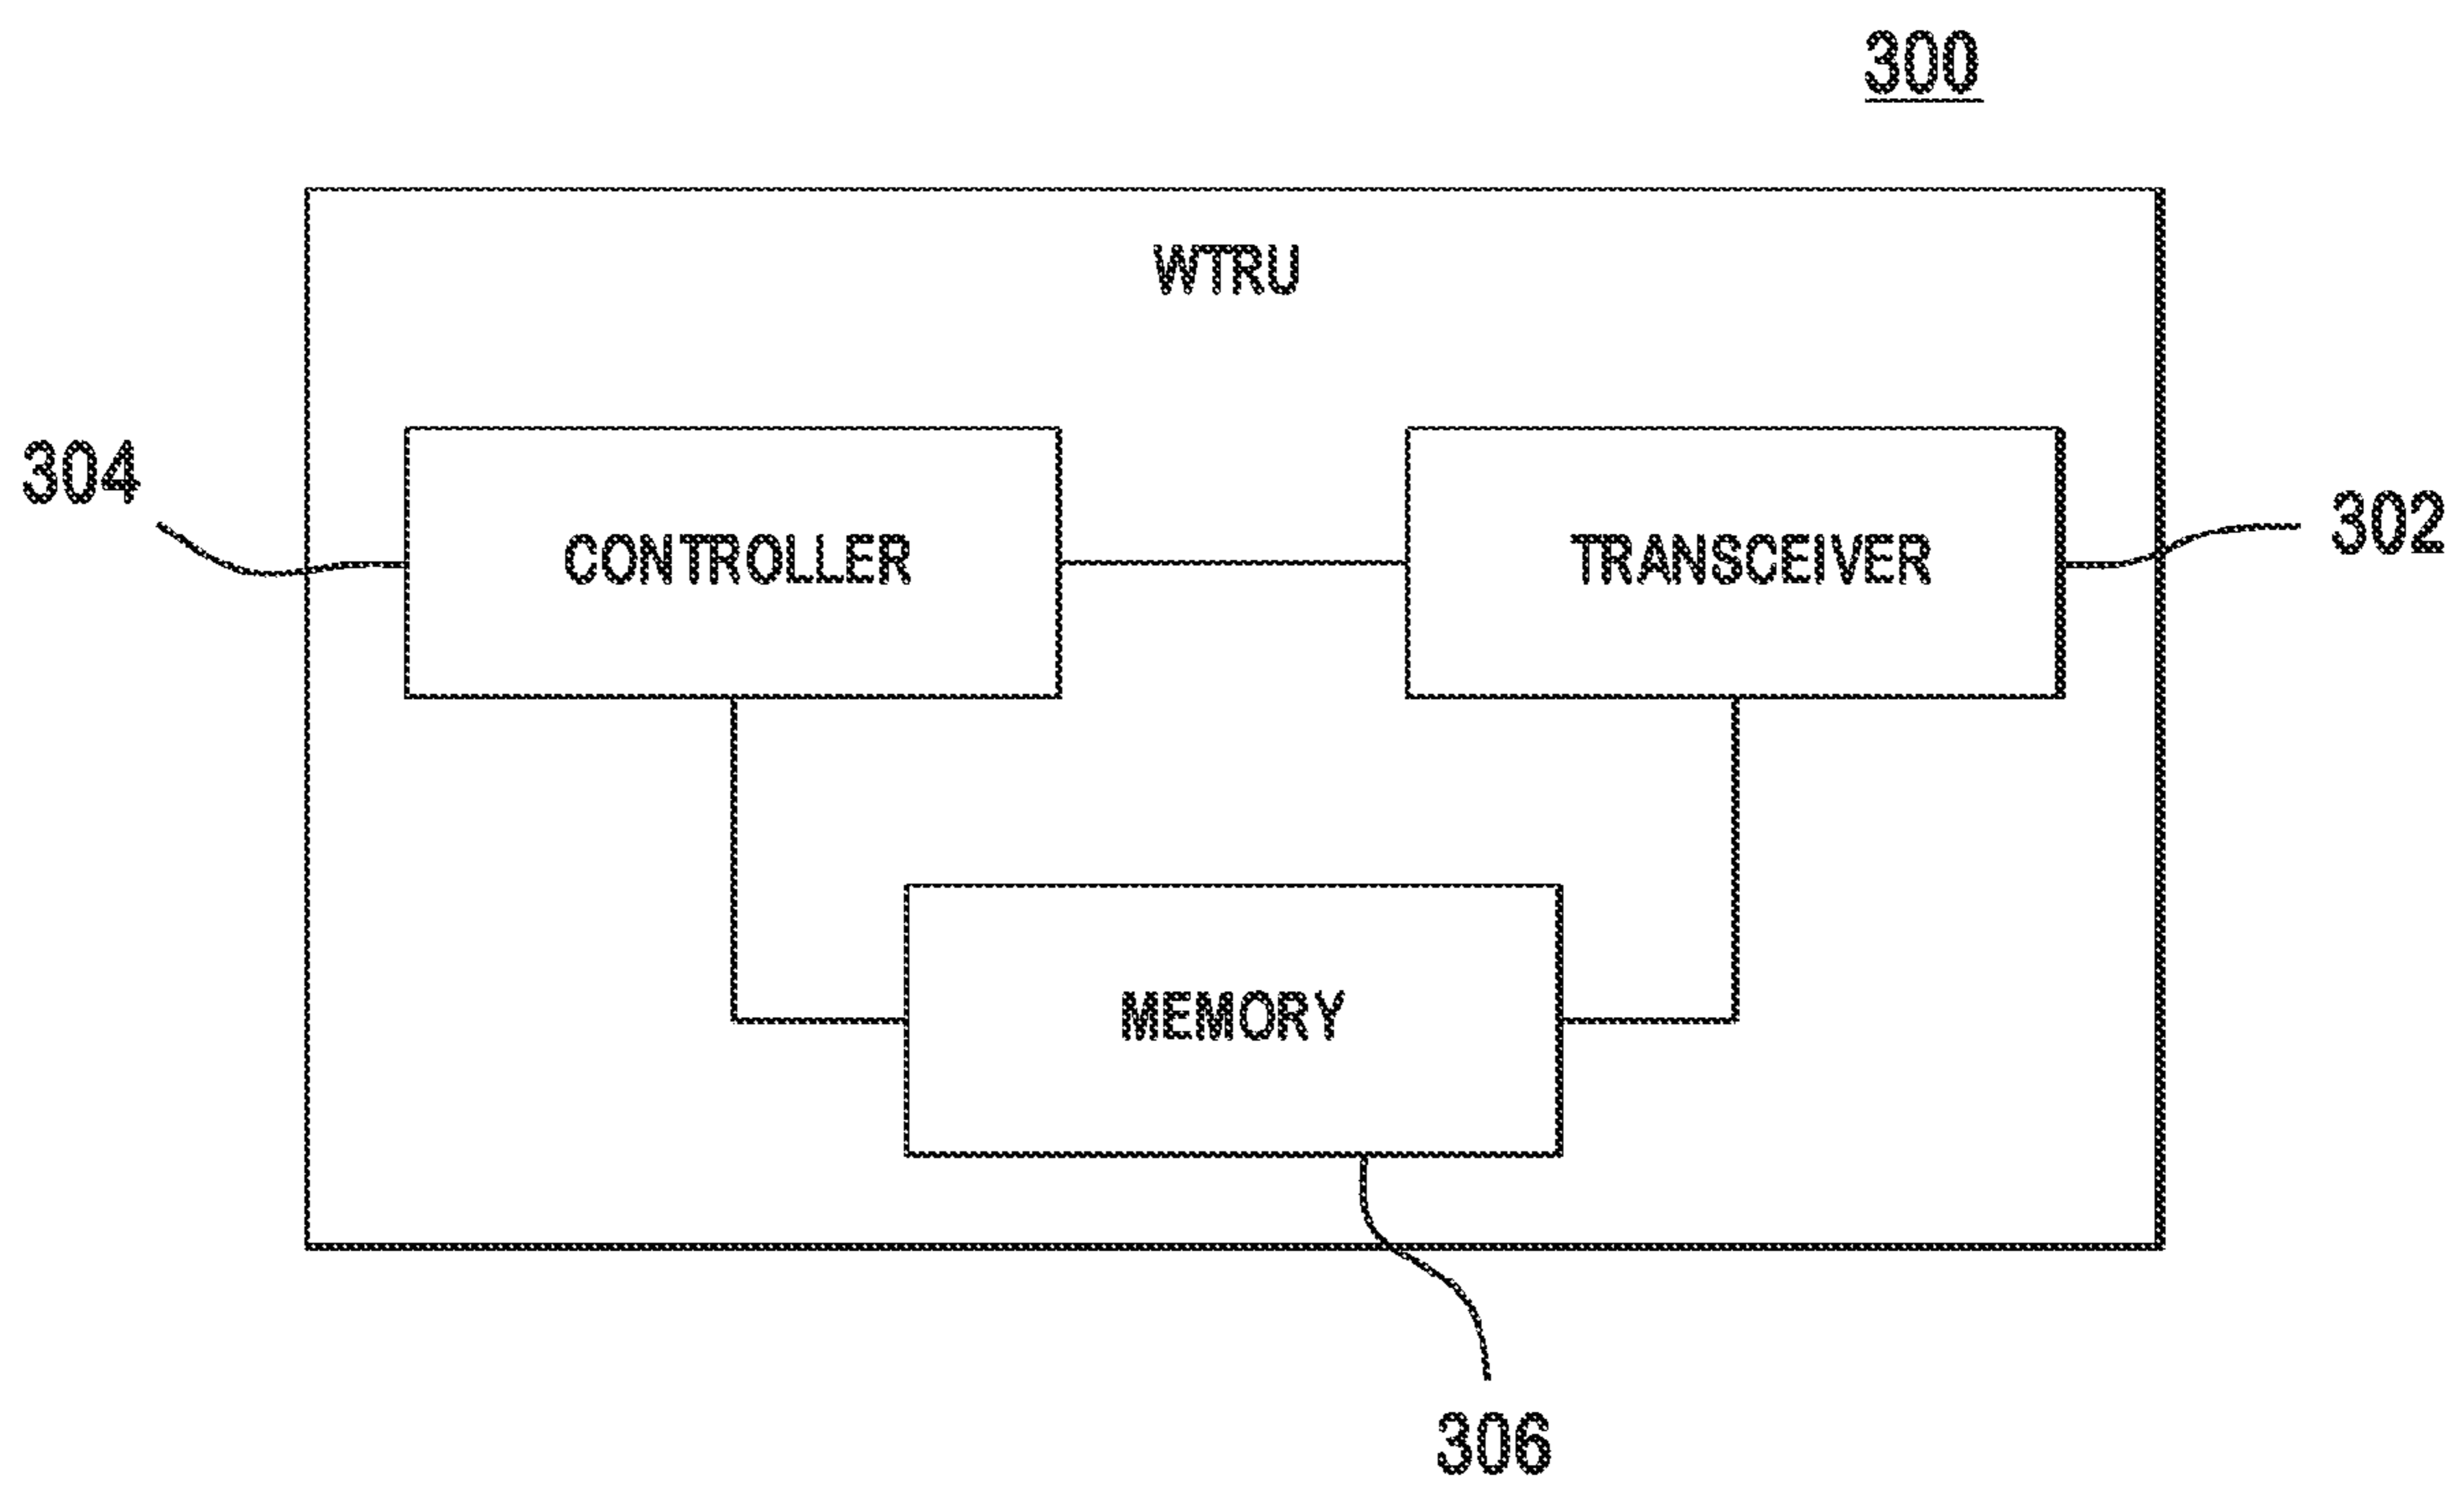 300
WTRU
304
CONTROLLER
TRANSCEIVER
302
MEMORY
306